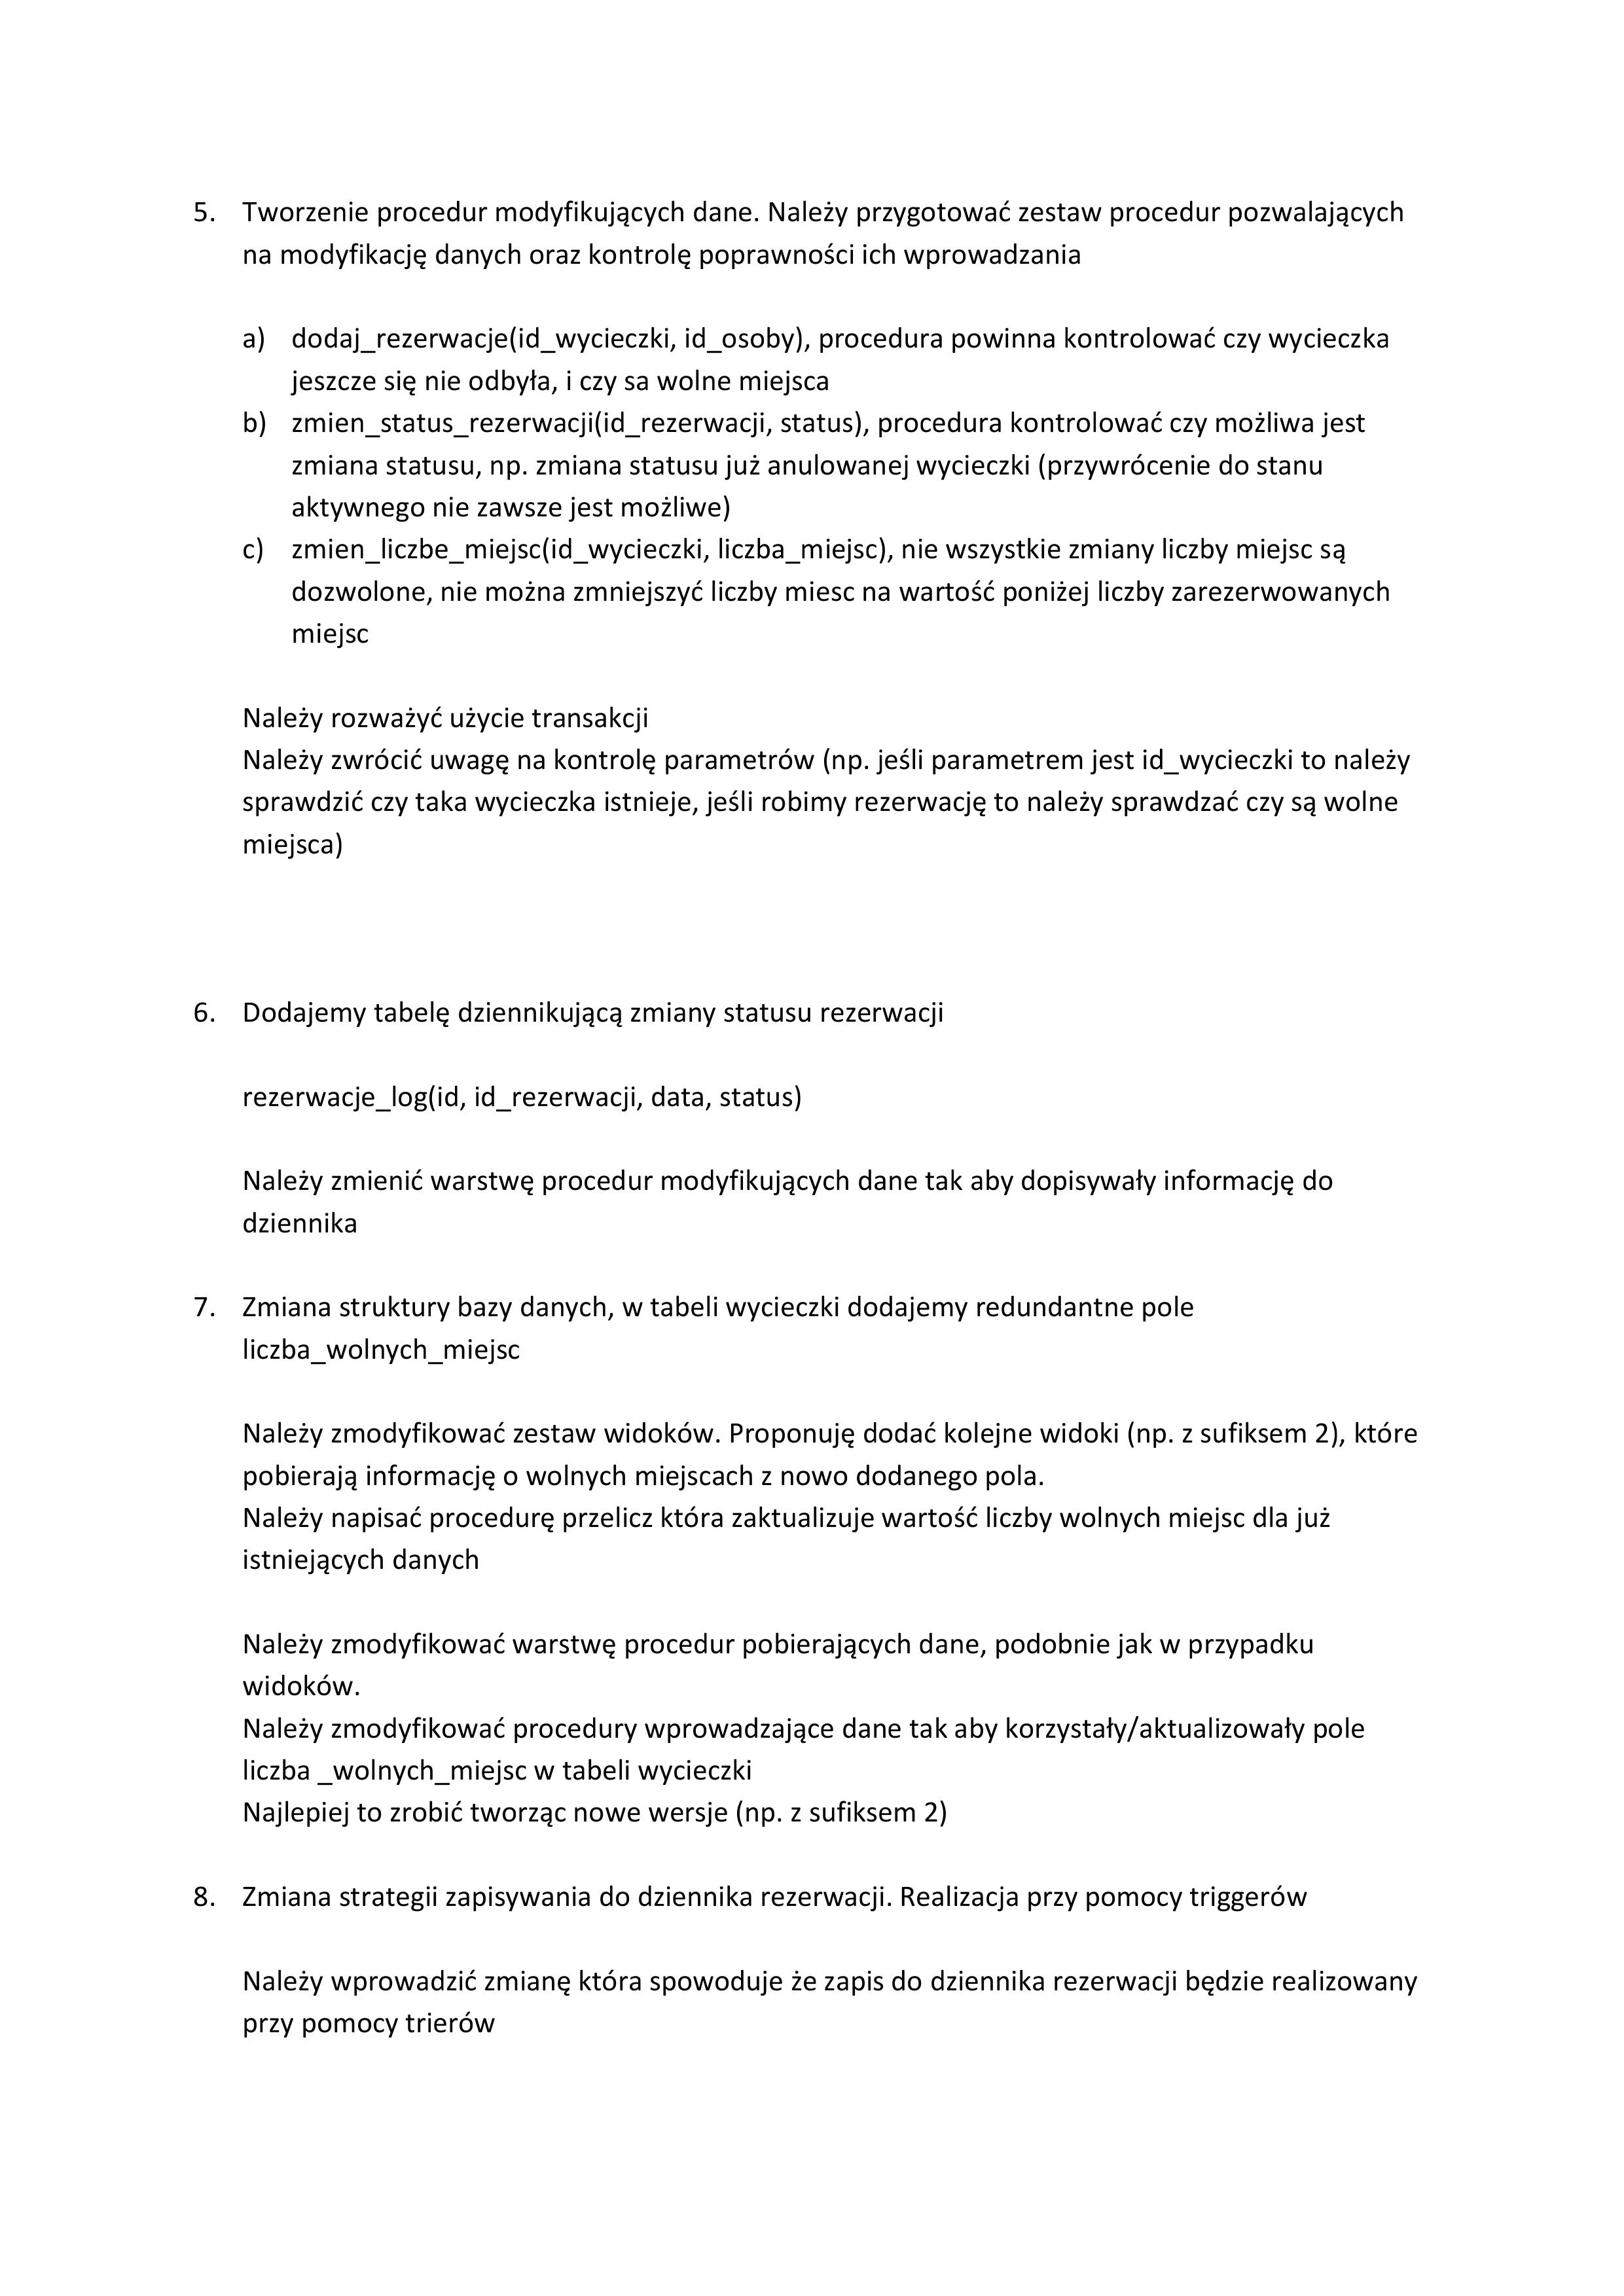 5. Tworzenie procedur modyfikujących dane. Należy przygotować zestaw procedur pozwalających
na modyfikację danych oraz kontrolę poprawności ich wprowadzania
a) dodaj_rezerwacje(id_wycieczki, id_osoby), procedura powinna kontrolować czy wycieczka
jeszcze się nie odbyła, i czy sa wolne miejsca
b) zmien_status_rezerwacji(id_rezerwacji, status), procedura kontrolować czy możliwa jest
zmiana statusu, np. zmiana statusu już anulowanej wycieczki (przywrócenie do stanu
aktywnego nie zawsze jest możliwe)
c) zmien_liczbe_miejsc(id_wycieczki, liczba_miejsc), nie wszystkie zmiany liczby miejsc są
dozwolone, nie można zmniejszyć liczby miesc na wartość poniżej liczby zarezerwowanych
miejsc
Należy rozważyć użycie transakcji
Należy zwrócić uwagę na kontrolę parametrów (np. jeśli parametrem jest id_wycieczki to należy
sprawdzić czy taka wycieczka istnieje, jeśli robimy rezerwację to należy sprawdzać czy są wolne
miejsca)
6. Dodajemy tabelę dziennikującą zmiany statusu rezerwacji
rezerwacje_log(id, id_rezerwacji, data, status)
Należy zmienić warstwę procedur modyfikujących dane tak aby dopisywały informację do
dziennika
7. Zmiana struktury bazy danych, w tabeli wycieczki dodajemy redundantne pole
liczba_wolnych_miejsc
Należy zmodyfikować zestaw widoków. Proponuję dodać kolejne widoki (np. z sufiksem 2), które
pobierają informację o wolnych miejscach z nowo dodanego pola.
Należy napisać procedurę przelicz która zaktualizuje wartość liczby wolnych miejsc dla już
istniejących danych
Należy zmodyfikować warstwę procedur pobierających dane, podobnie jak w przypadku
widoków.
Należy zmodyfikować procedury wprowadzające dane tak aby korzystały/aktualizowały pole
liczba _wolnych_miejsc w tabeli wycieczki
Najlepiej to zrobić tworząc nowe wersje (np. z sufiksem 2)
8. Zmiana strategii zapisywania do dziennika rezerwacji. Realizacja przy pomocy triggerów
Należy wprowadzić zmianę która spowoduje że zapis do dziennika rezerwacji będzie realizowany
przy pomocy trierów